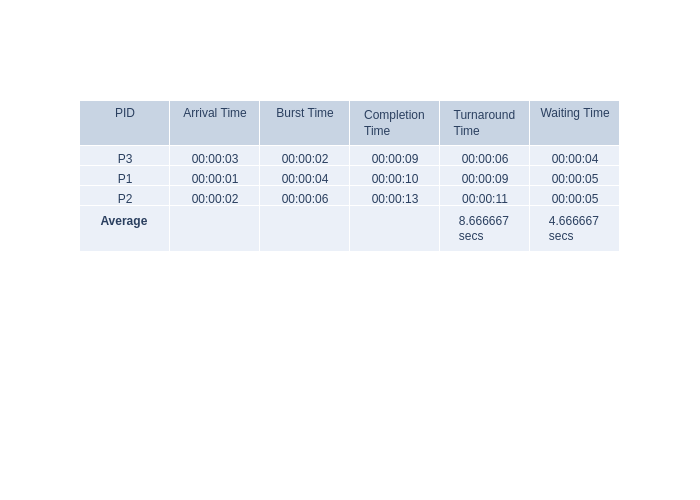 PID Arrival Time Burst Time Completion Time Turnaround Time Waiting Time
P3 00:00:03 00:00:02 00:00:09 00:00:06 00:00:04
P1 00:00:01 00:00:04 00:00:10 00:00:09 00:00:05
P2 00:00:02 00:00:06 00:00:13 00:00:11 00:00:05
Average 8.666667 secs 4.666667 secs